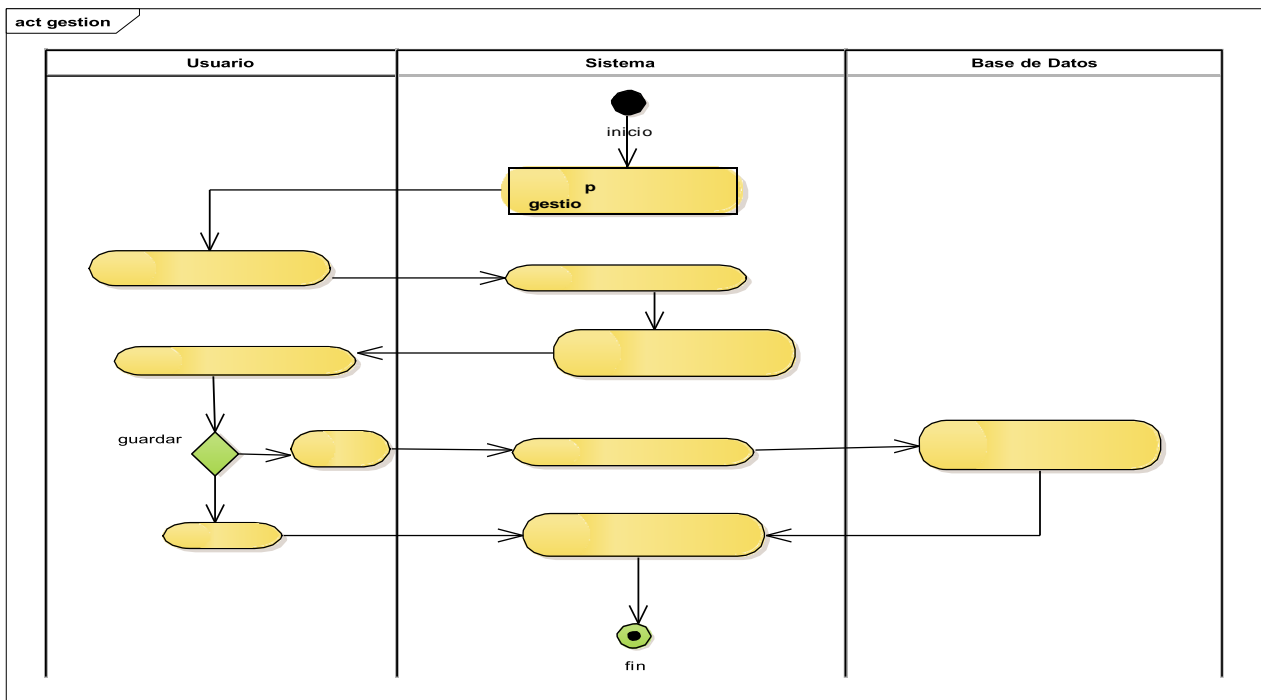 act gestion
Usuario
Sistema
Base de Datos
inicio
p
gestio
guardar
fin